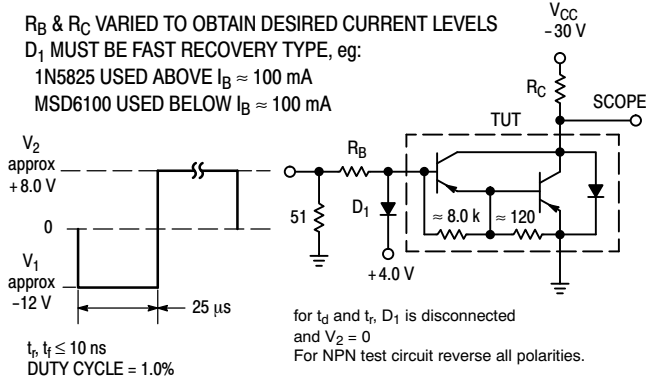 R_B & R_C VARIED TO OBTAIN DESIRED CURRENT LEVELS
D_1 MUST BE FAST RECOVERY TYPE, eg:
1N5825 USED ABOVE I_B ≈ 100 mA
MSD6100 USED BELOW I_B ≈ 100 mA
V_CC
-30 V
R_C
SCOPE
TUT
V_2
approx
+8.0 V
0
V_1
approx
-12 V
25 μs
t_r, t_f ≤ 10 ns
DUTY CYCLE = 1.0%
R_B
51
D_1
≈ 8.0 k
≈ 120
+4.0 V
for t_d and t_r, D_1 is disconnected
and V_2 = 0
For NPN test circuit reverse all polarities.